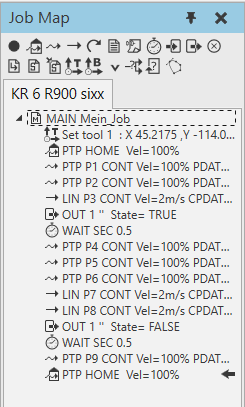 Job Map
KR 6 R900 sixx
MAIN Mein_Job
Set tool 1 : X 45.2175 ,Y -114.0...
PTP HOME Vel=100%
PTP P1 CONT Vel=100% PDAT...
PTP P2 CONT Vel=100% PDAT...
LIN P3 CONT Vel=2m/s CPDAT...
OUT 1 '' State= TRUE
WAIT SEC 0.5
PTP P4 CONT Vel=100% PDAT...
PTP P5 CONT Vel=100% PDAT...
PTP P6 CONT Vel=100% PDAT...
LIN P7 CONT Vel=2m/s CPDAT...
LIN P8 CONT Vel=2m/s CPDAT...
OUT 1 '' State= FALSE
WAIT SEC 0.5
PTP P9 CONT Vel=100% PDAT...
PTP HOME Vel=100%